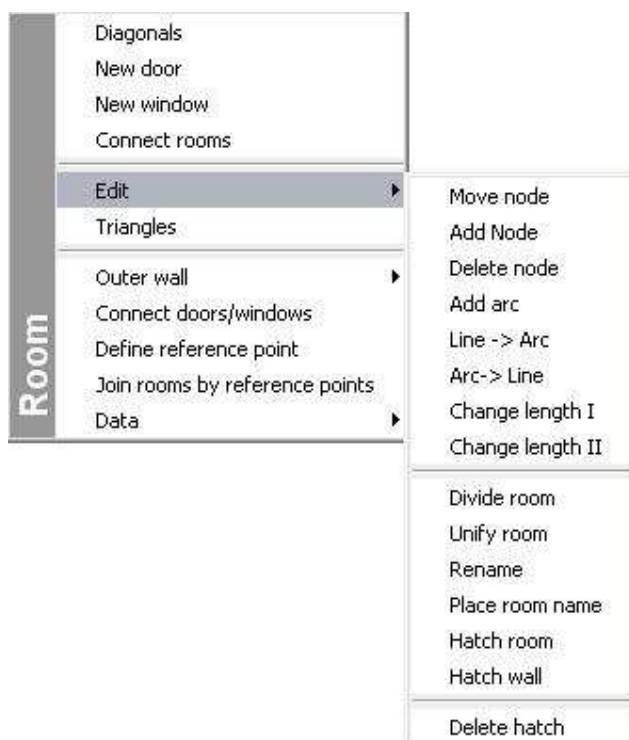 Room
Diagonals
New door
New window
Connect rooms
Edit
Triangles
Outer wall
Connect doors/windows
Define reference point
Join rooms by reference points
Data
Move node
Add Node
Delete node
Add arc
Line -> Arc
Arc-> Line
Change length I
Change length II
Divide room
Unify room
Rename
Place room name
Hatch room
Hatch wall
Delete hatch